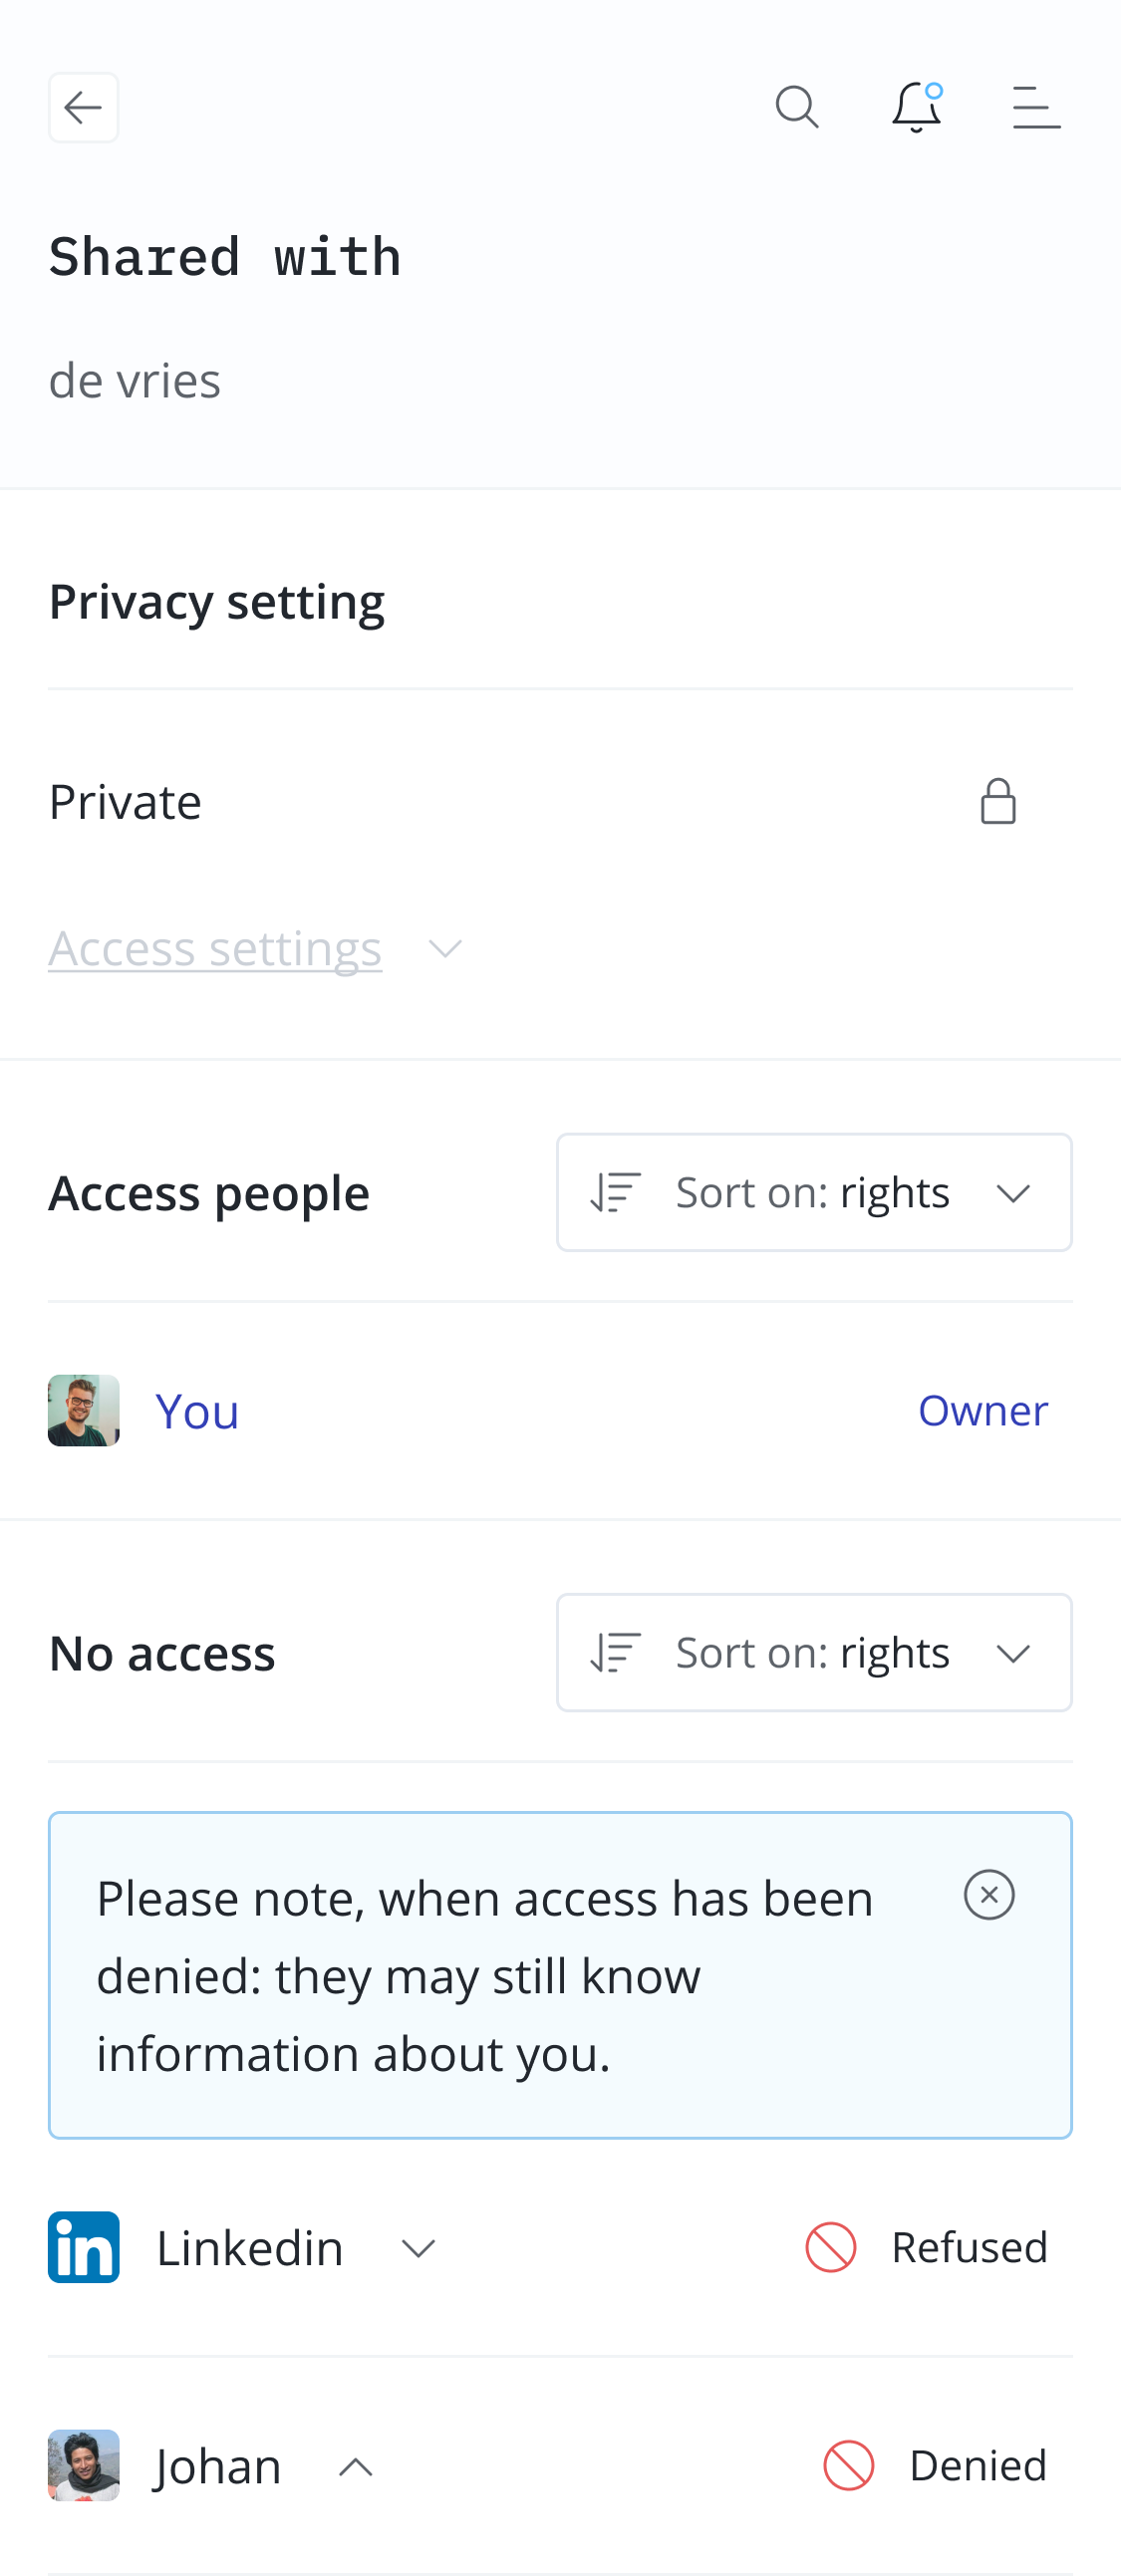 Shared with
de vries
Privacy setting
Private
Access settings
Access people
Sort on: rights
You
Owner
No access
Sort on: rights
Please note, when access has been
denied: they may still know
information about you.
in
Linkedin
Refused
Johan
Denied